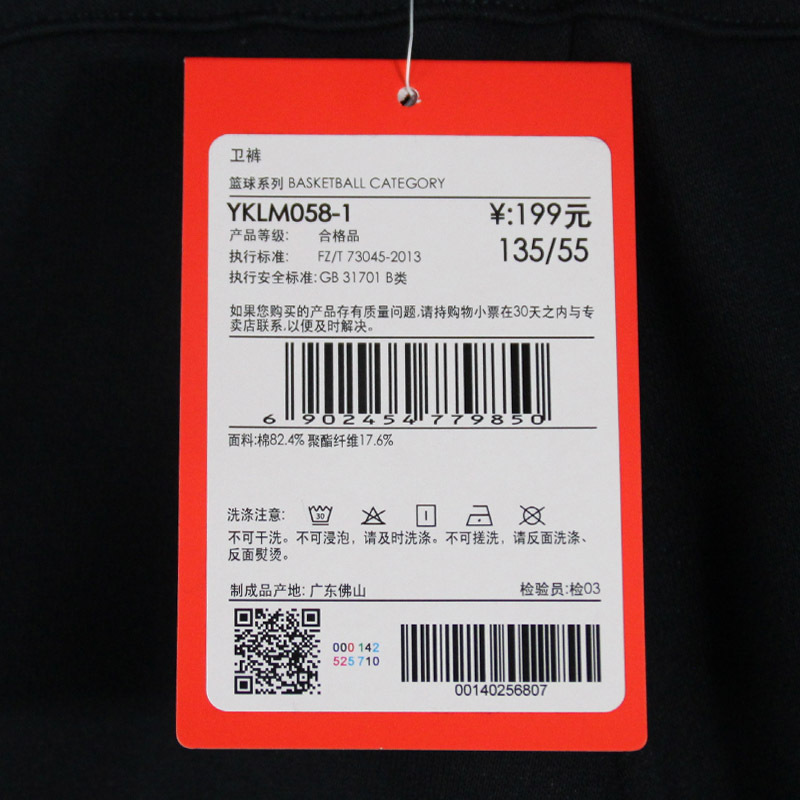 卫裤
篮球系列 BASKETBALL CATEGORY
YKLM058-1 ¥:199元
产品等级: 合格品 135/55
执行标准: FZ/T 73045-2013
执行安全标准:GB 31701 B类
如果您购买的产品存有质量问题,请持购物小票在30天之内与专
卖店联系,以便及时解决。
6 902454 779850
面料:棉82.4% 聚酯纤维17.6%
洗涤注意: 30
不可干洗。不可浸泡，请及时洗涤。不可搓洗，请反面洗涤、
反面熨烫。
制成品产地: 广东佛山 检验员:检03
000 142
525 710
00140256807